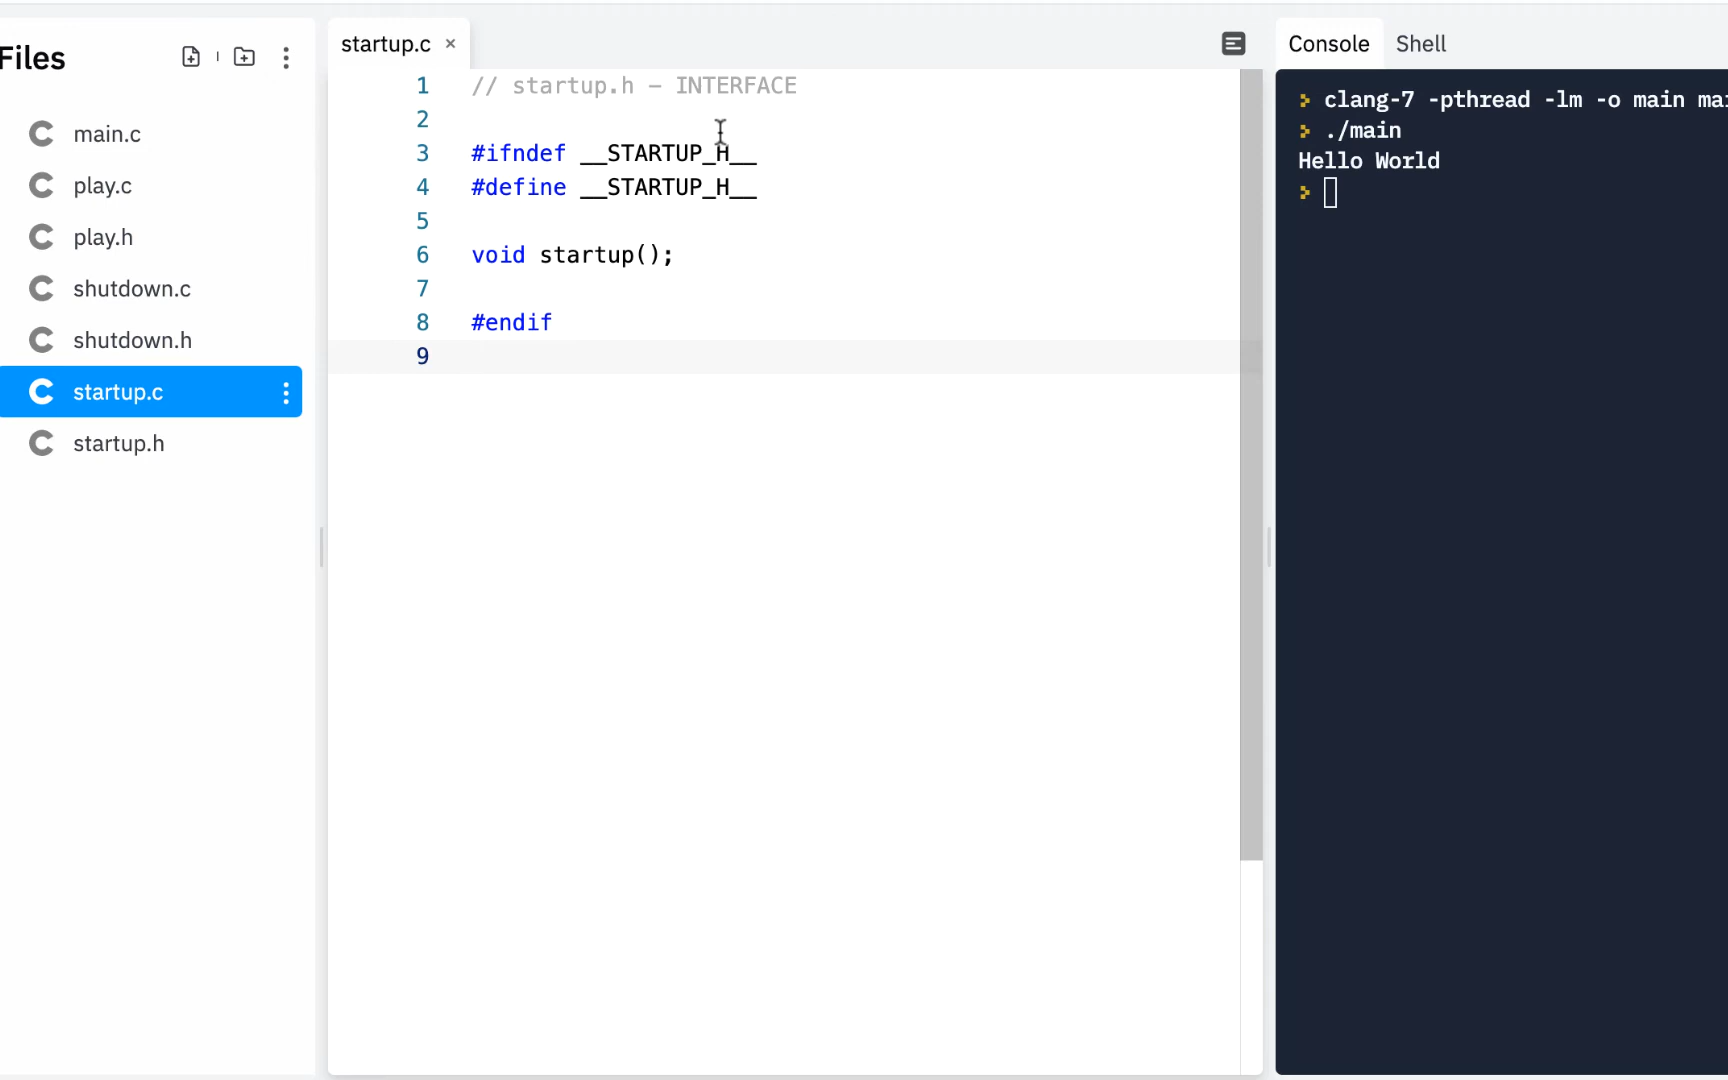 Files
main.c
play.c
play.h
shutdown.c
shutdown.h
startup.c
startup.h
startup.c ×
1 // startup.h – INTERFACE
2
3 #ifndef __STARTUP_H__
4 #define __STARTUP_H__
5
6 void startup();
7
8 #endif
9
Console Shell
> clang-7 -pthread -lm -o main mai
> ./main
Hello World
>